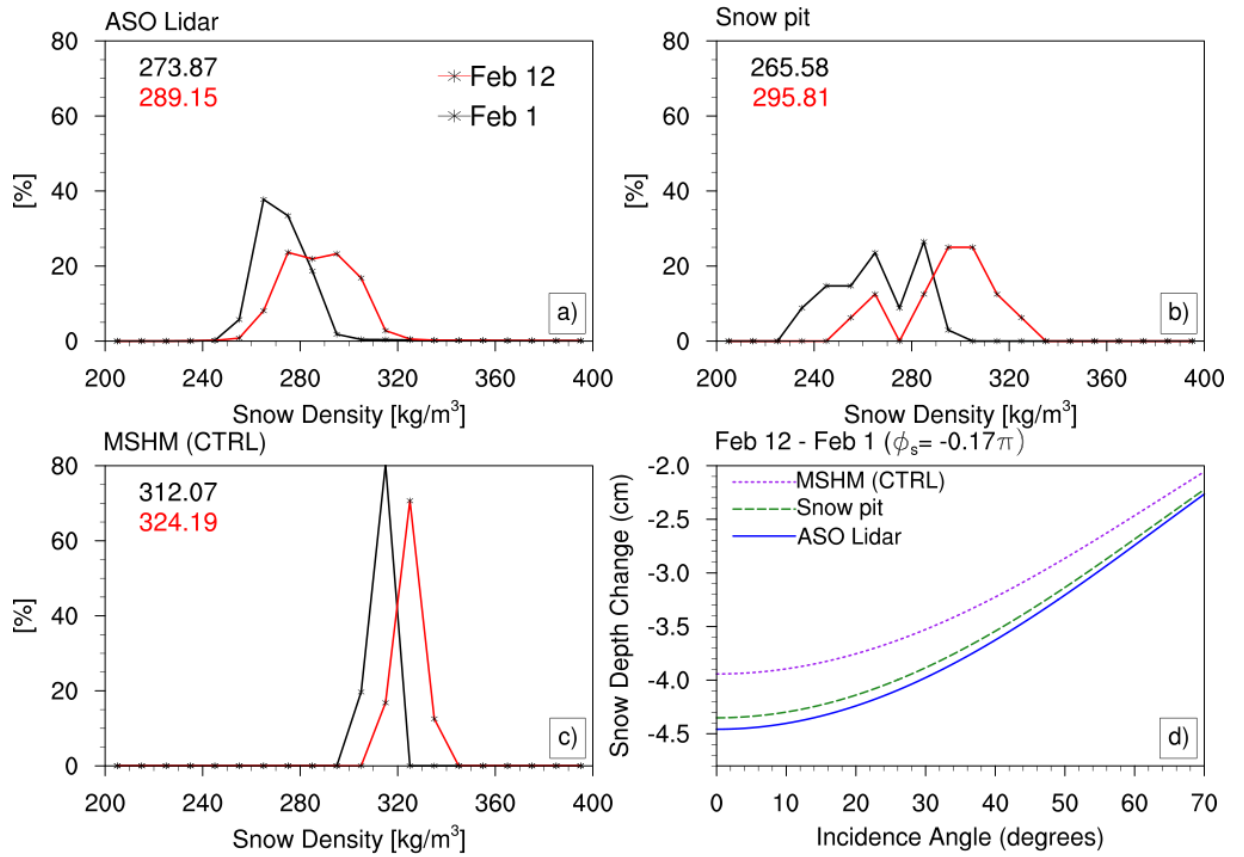 ASO Lidar
80
60
40
20
0
[%]
273.87
289.15
Feb 12
Feb 1
a)
200 240 280 320 360 400
Snow Density [kg/m³]
Snow pit
80
60
40
20
0
[%]
265.58
295.81
b)
200 240 280 320 360 400
Snow Density [kg/m³]
MSHM (CTRL)
80
60
40
20
0
[%]
312.07
324.19
c)
200 240 280 320 360 400
Snow Density [kg/m³]
Feb 12 - Feb 1 (ϕₛ= -0.17π)
-2.0
-2.5
-3.0
-3.5
-4.0
-4.5
Snow Depth Change (cm)
MSHM (CTRL)
Snow pit
ASO Lidar
d)
0 10 20 30 40 50 60 70
Incidence Angle (degrees)